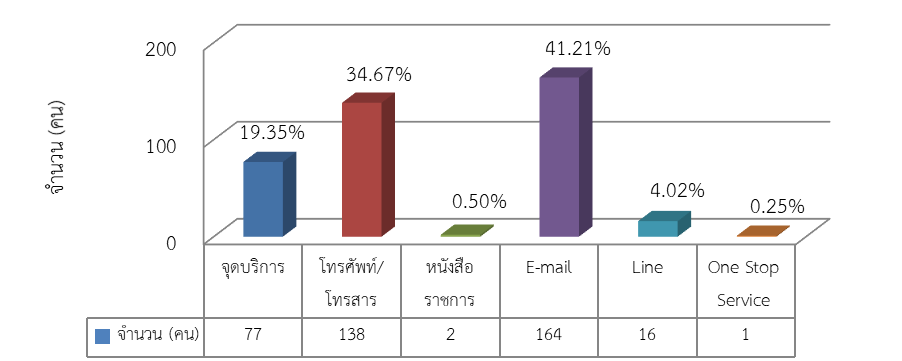 41.21%
200
34.67%
19.35%
100
0.50%
4.02%
0.25%
0
จำนวน (คน)
จุดบริการ โทรศัพท์/ หนังสือ E-mail Line One Stop
โทรสาร ราชการ Service
จำนวน (คน) 77 138 2 164 16 1